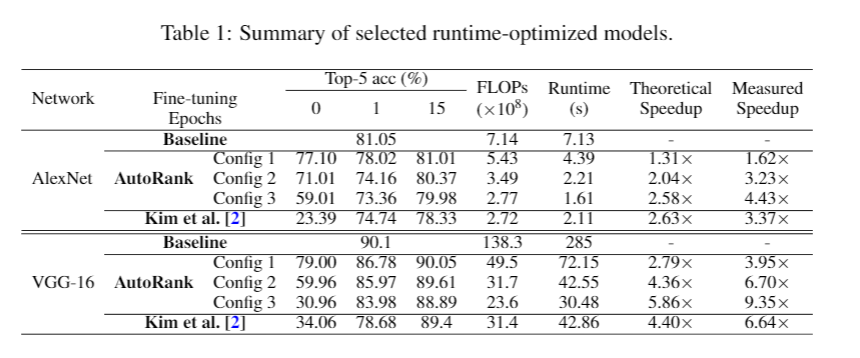 Table 1: Summary of selected runtime-optimized models.
Network Fine-tuning Epochs Top-5 acc (%) 0 1 15 FLOPs (×10⁸) Runtime (s) Theoretical Speedup Measured Speedup
Baseline 81.05 7.14 7.13 - -
Config 1 77.10 78.02 81.01 5.43 4.39 1.31× 1.62×
AlexNet AutoRank Config 2 71.01 74.16 80.37 3.49 2.21 2.04× 3.23×
Config 3 59.01 73.36 79.98 2.77 1.61 2.58× 4.43×
Kim et al. [2] 23.39 74.74 78.33 2.72 2.11 2.63× 3.37×
Baseline 90.1 138.3 285 - -
Config 1 79.00 86.78 90.05 49.5 72.15 2.79× 3.95×
VGG-16 AutoRank Config 2 59.96 85.97 89.61 31.7 42.55 4.36× 6.70×
Config 3 30.96 83.98 88.89 23.6 30.48 5.86× 9.35×
Kim et al. [2] 34.06 78.68 89.4 31.4 42.86 4.40× 6.64×